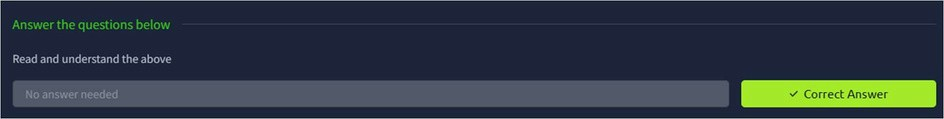 Answer the questions below
Read and understand the above
No answer needed
Correct Answer